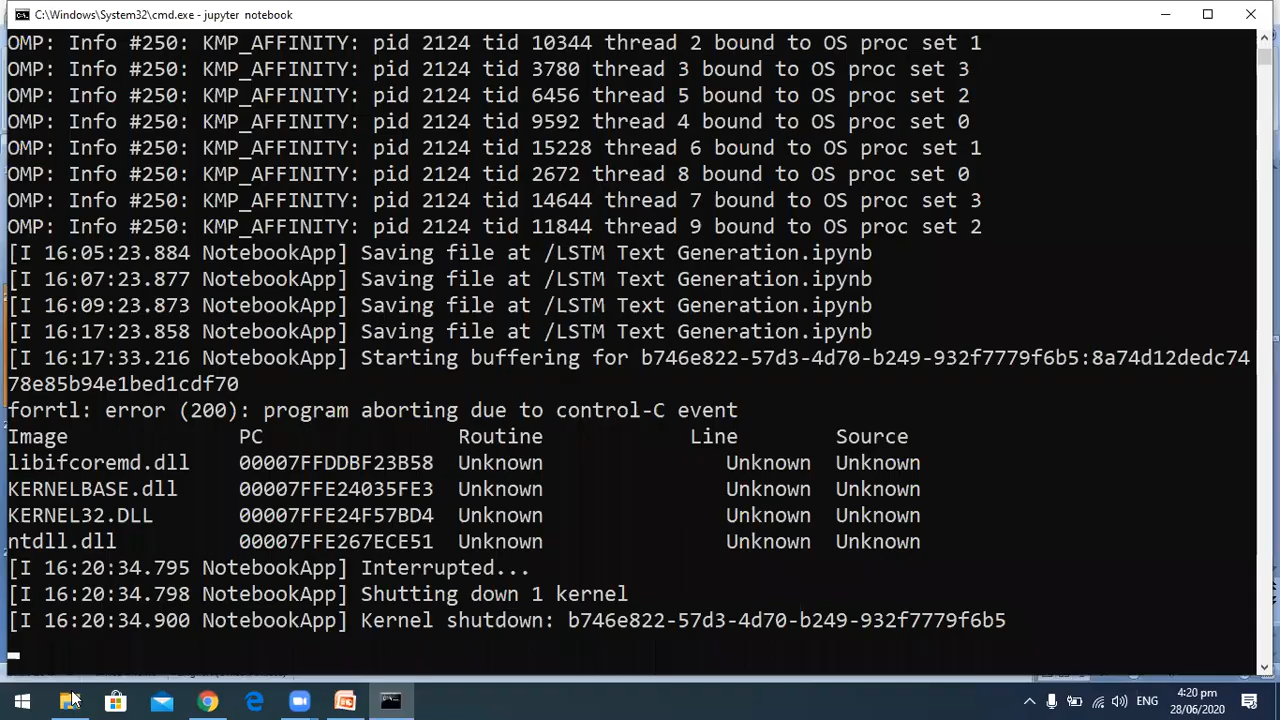 C:\Windows\System32\cmd.exe - jupyter notebook
OMP: Info #250: KMP_AFFINITY: pid 2124 tid 10344 thread 2 bound to OS proc set 1
OMP: Info #250: KMP_AFFINITY: pid 2124 tid 3780 thread 3 bound to OS proc set 3
OMP: Info #250: KMP_AFFINITY: pid 2124 tid 6456 thread 5 bound to OS proc set 2
OMP: Info #250: KMP_AFFINITY: pid 2124 tid 9592 thread 4 bound to OS proc set 0
OMP: Info #250: KMP_AFFINITY: pid 2124 tid 15228 thread 6 bound to OS proc set 1
OMP: Info #250: KMP_AFFINITY: pid 2124 tid 2672 thread 8 bound to OS proc set 0
OMP: Info #250: KMP_AFFINITY: pid 2124 tid 14644 thread 7 bound to OS proc set 3
OMP: Info #250: KMP_AFFINITY: pid 2124 tid 11844 thread 9 bound to OS proc set 2
[I 16:05:23.884 NotebookApp] Saving file at /LSTM Text Generation.ipynb
[I 16:07:23.877 NotebookApp] Saving file at /LSTM Text Generation.ipynb
[I 16:09:23.873 NotebookApp] Saving file at /LSTM Text Generation.ipynb
[I 16:17:23.858 NotebookApp] Saving file at /LSTM Text Generation.ipynb
[I 16:17:33.216 NotebookApp] Starting buffering for b746e822-57d3-4d70-b249-932f7779f6b5:8a74d12dedc74
78e85b94e1bed1cdf70
forrtl: error (200): program aborting due to control-C event
Image PC Routine Line Source
libifcoremd.dll 00007FFDDBF23B58 Unknown Unknown Unknown
KERNELBASE.dll 00007FFE24035FE3 Unknown Unknown Unknown
KERNEL32.DLL 00007FFE24F57BD4 Unknown Unknown Unknown
ntdll.dll 00007FFE267ECE51 Unknown Unknown Unknown
[I 16:20:34.795 NotebookApp] Interrupted...
[I 16:20:34.798 NotebookApp] Shutting down 1 kernel
[I 16:20:34.900 NotebookApp] Kernel shutdown: b746e822-57d3-4d70-b249-932f7779f6b5
ENG
4:20 pm
28/06/2020